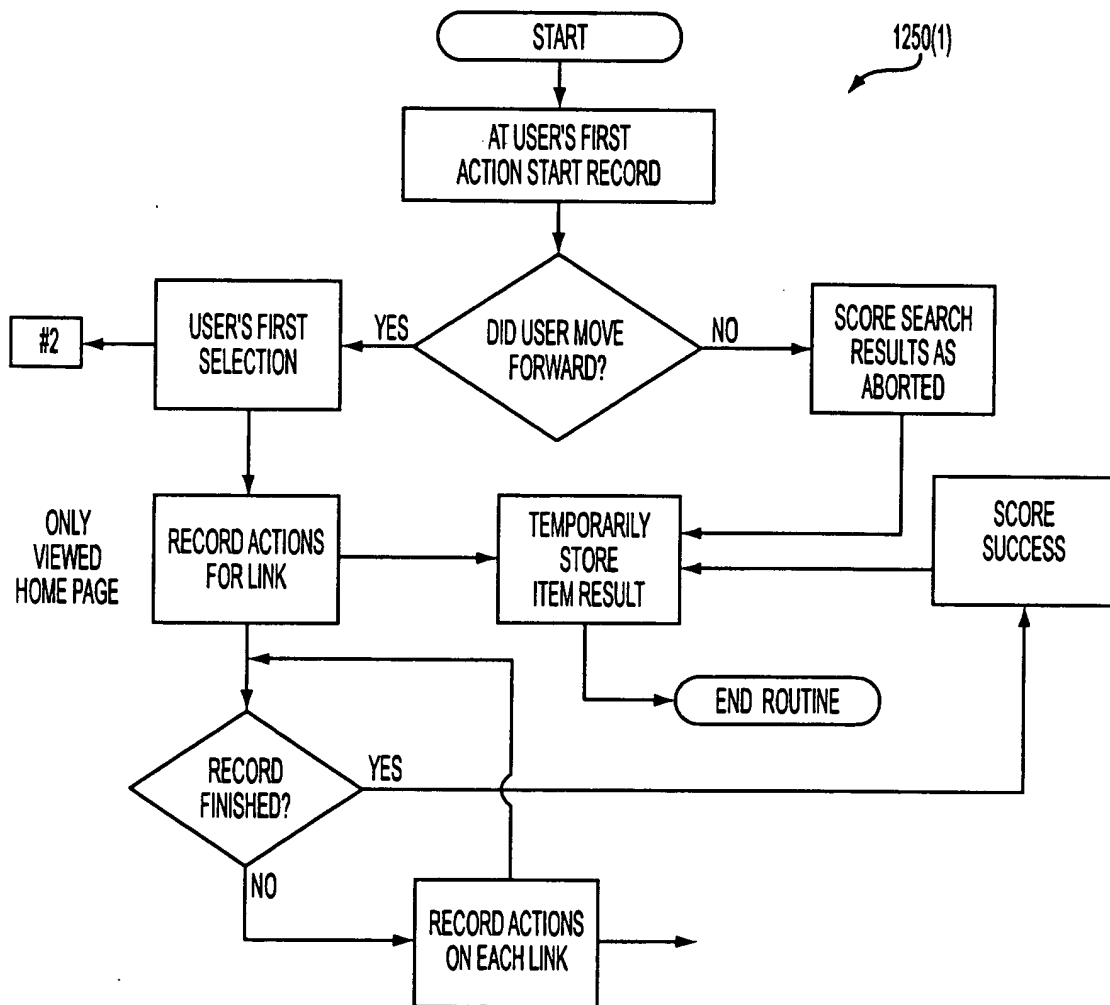 START
1250(1)
AT USER'S FIRST
ACTION START RECORD
#2
USER'S FIRST
SELECTION
YES
DID USER MOVE
FORWARD?
NO
SCORE SEARCH
RESULTS AS
ABORTED
ONLY
VIEWED
HOME PAGE
RECORD ACTIONS
FOR LINK
TEMPORARILY
STORE
ITEM RESULT
SCORE
SUCCESS
END ROUTINE
RECORD
FINISHED?
YES
NO
RECORD ACTIONS
ON EACH LINK